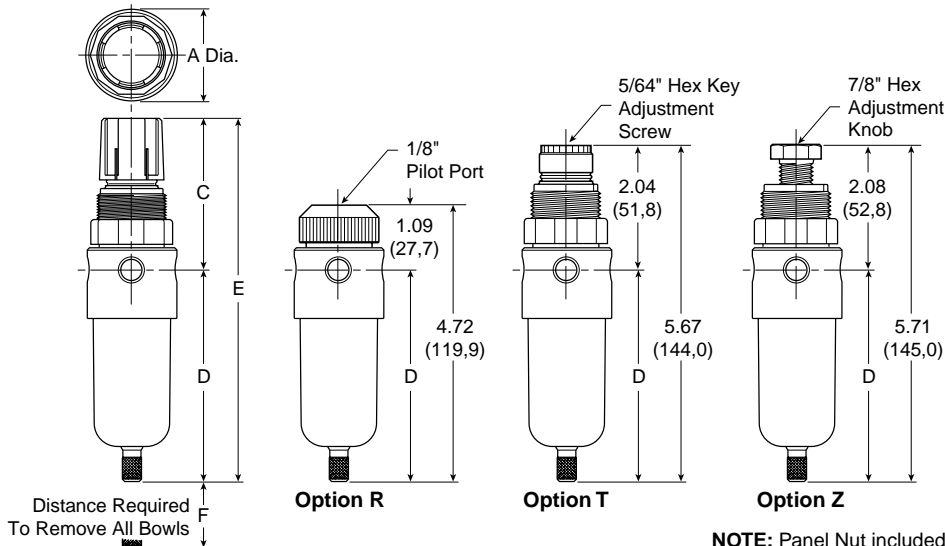 A Dia.
C
E
D
F
Distance Required
To Remove All Bowls
1/8"
Pilot Port
1.09
(27,7)
4.72
(119,9)
D
Option R
5/64" Hex Key
Adjustment
Screw
2.04
(51,8)
5.67
(144,0)
D
Option T
7/8" Hex
Adjustment
Knob
2.08
(52,8)
5.71
(145,0)
D
Option Z
NOTE: Panel Nut included